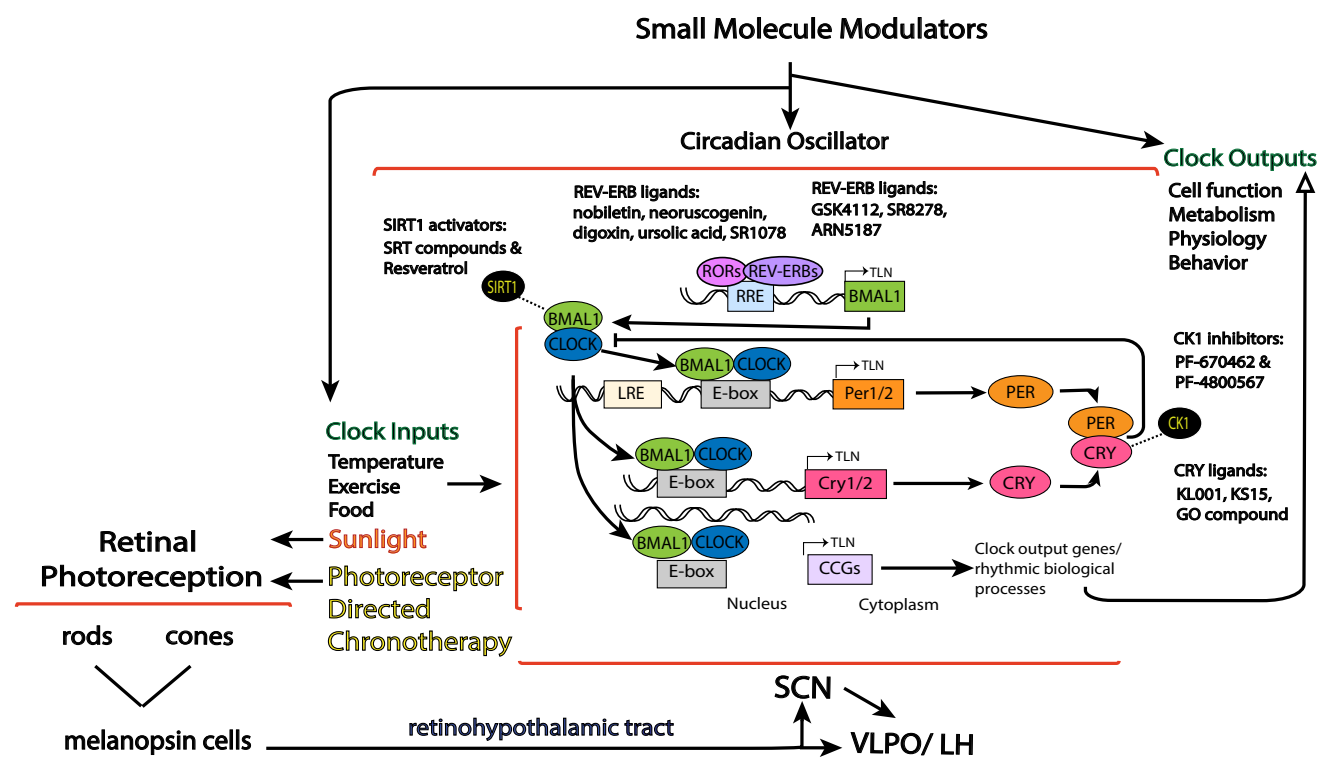 Small Molecule Modulators
Circadian Oscillator
Clock Outputs
Cell function
Metabolism
Physiology
Behavior
REV-ERB ligands:
nobiletin, neoruscogenin,
digoxin, ursolic acid, SR1078
REV-ERB ligands:
GSK4112, SR8278,
ARN5187
SIRT1 activators:
SRT compounds &
Resveratrol
SIRT1
RORs
REV-ERBs
TLN
RRE
BMAL1
BMAL1
CLOCK
BMAL1
CLOCK
TLN
LRE
E-box
Per1/2
PER
CK1 inhibitors:
PF-670462 &
PF-4800567
PER
CRY
CK1
BMAL1
CLOCK
TLN
E-box
Cry1/2
CRY
CRY ligands:
KL001, KS15,
GO compound
BMAL1
CLOCK
TLN
E-box
CCGs
Clock output genes/
rhythmic biological
processes
Nucleus
Cytoplasm
Clock Inputs
Temperature
Exercise
Food
Sunlight
Photoreceptor
Directed
Chronotherapy
Retinal
Photoreception
rods
cones
melanopsin cells
retinohypothalamic tract
SCN
VLPO/ LH